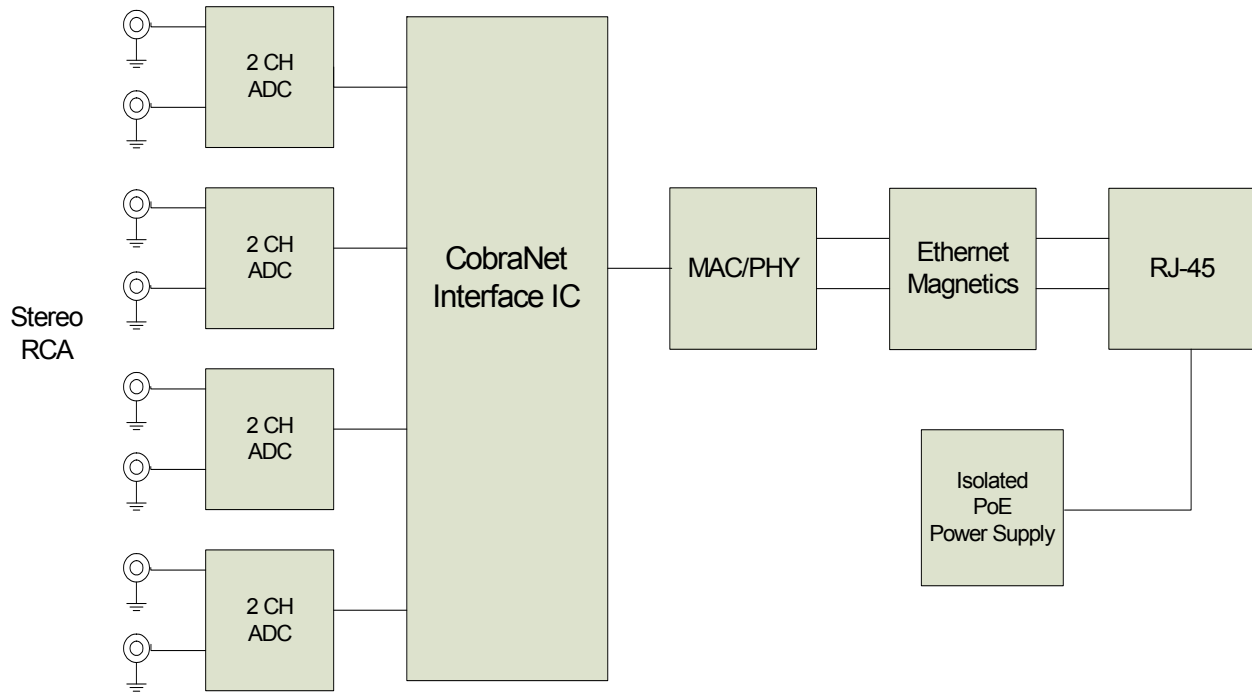 Stereo
RCA
2 CH
ADC
2 CH
ADC
2 CH
ADC
2 CH
ADC
CobraNet
Interface IC
MAC/PHY
Ethernet
Magnetics
RJ-45
Isolated
PoE
Power Supply